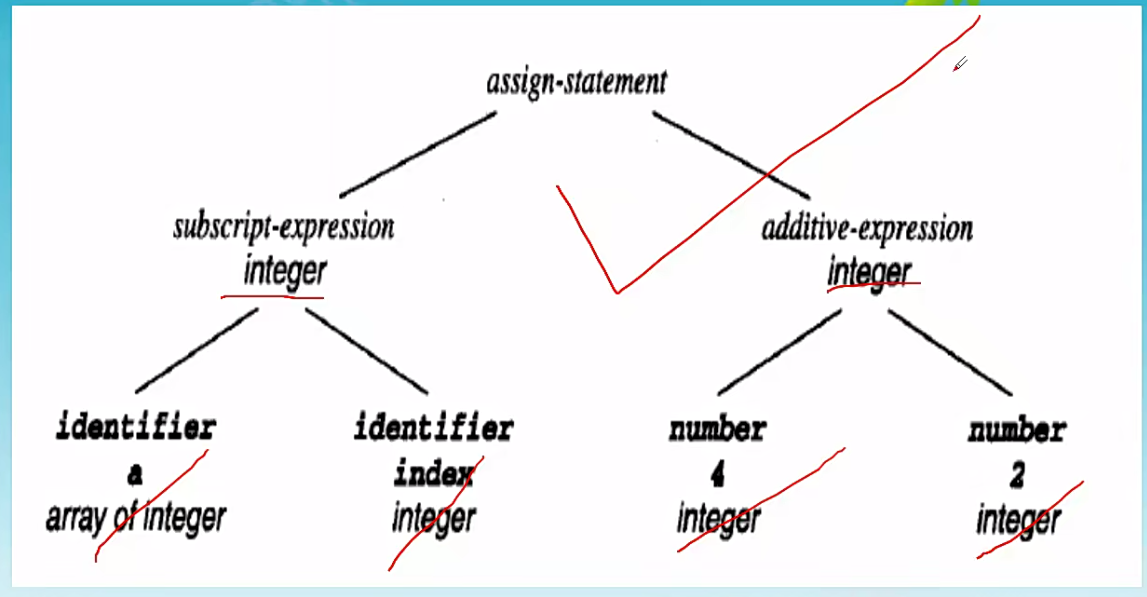 assign-statement
subscript-expression
additive-expression
integer
integer
identifier
identifier
number
number
a
index
4
2
array of integer
integer
integer
integer